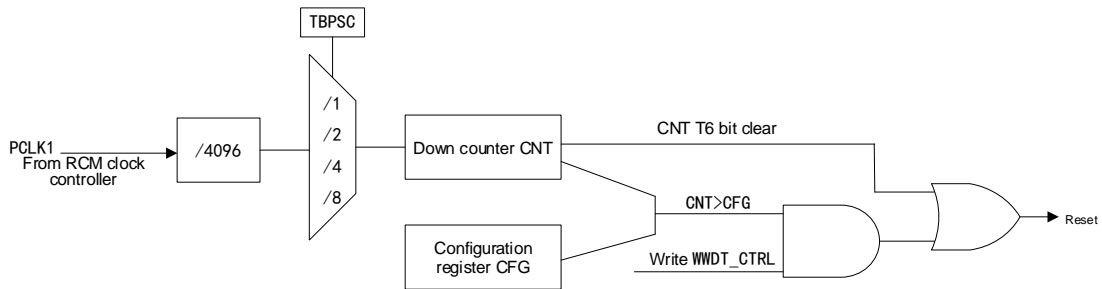 TBPSC
/1
/2
/4
/8
PCLK1
From RCM clock
controller
/4096
Down counter CNT
CNT T6 bit clear
CNT>CFG
Configuration
register CFG
Write WWDT_CTRL
Reset